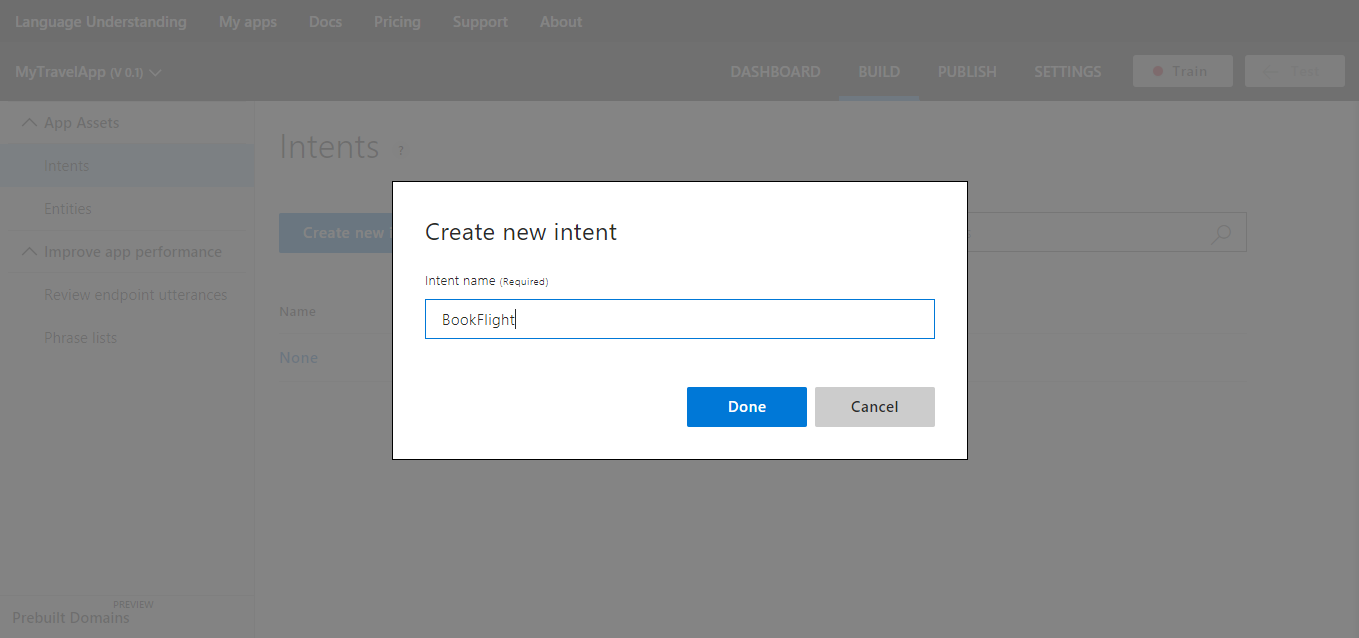 Language Understanding My apps Docs Pricing Support About
MyTravelApp (V 0.1) DASHBOARD BUILD PUBLISH SETTINGS Train Test
App Assets
Intents ?
Intents
Entities
Create new i
Create new intent
Improve app performance
Intent name (Required)
Review endpoint utterances
Name
BookFlight
Phrase lists
None
Done Cancel
PREVIEW
Prebuilt Domains